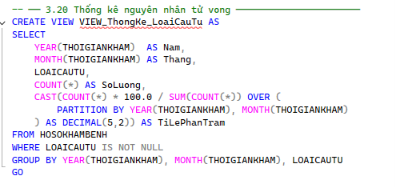 -- —— 3.20 Thống kê nguyên nhân tử vong ————————————
CREATE VIEW VIEW_ThongKe_LoaiCauTu AS
SELECT
YEAR(THOIGIANKHAM) AS Nam,
MONTH(THOIGIANKHAM) AS Thang,
LOAICAUTU,
COUNT(*) AS SoLuong,
CAST(COUNT(*) * 100.0 / SUM(COUNT(*)) OVER (
PARTITION BY YEAR(THOIGIANKHAM), MONTH(THOIGIANKHAM)
) AS DECIMAL(5,2)) AS TiLePhanTram
FROM HOSOKHAMBENH
WHERE LOAICAUTU IS NOT NULL
GROUP BY YEAR(THOIGIANKHAM), MONTH(THOIGIANKHAM), LOAICAUTU
GO